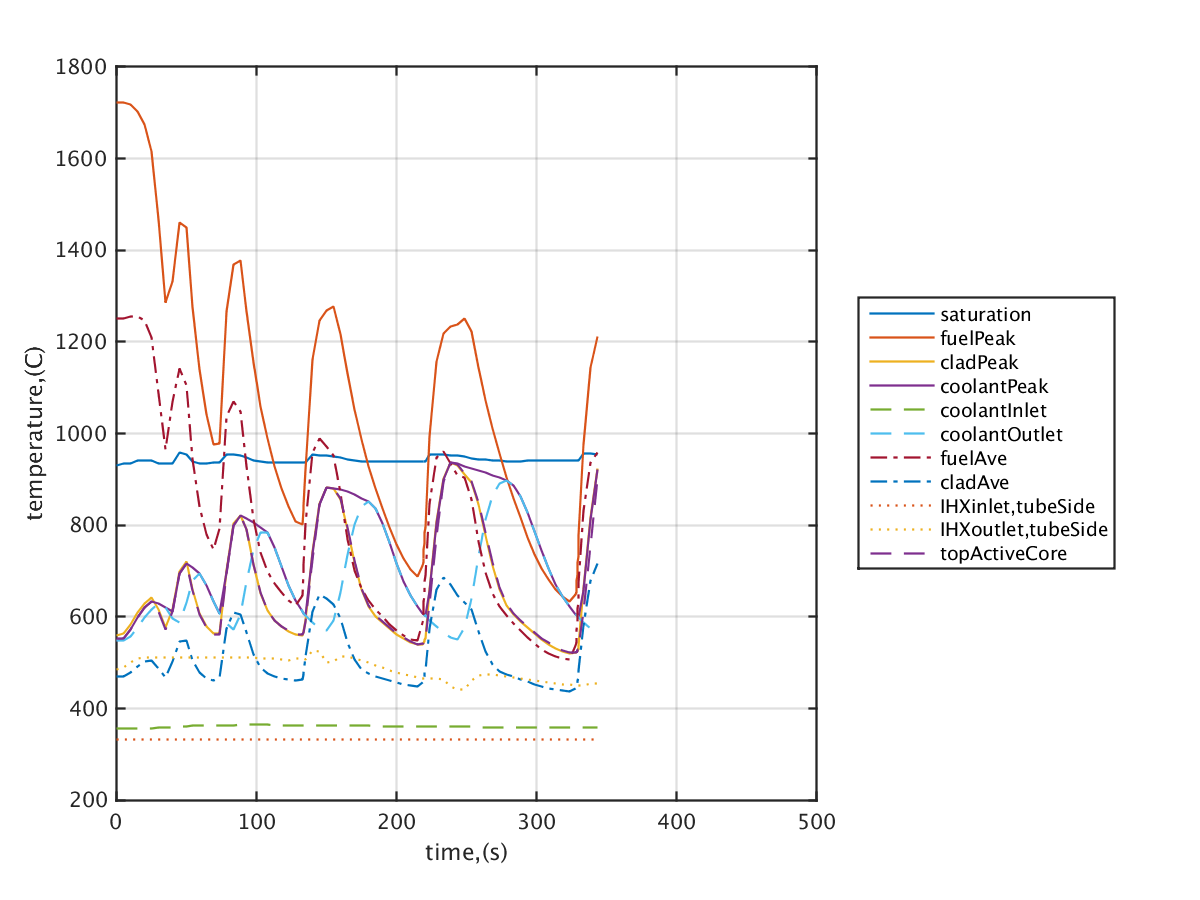 1800
1600
1400
1200
1000
800
600
400
200
temperature,(C)
0 100 200 300 400 500
time,(s)
saturation
fuelPeak
cladPeak
coolantPeak
coolantInlet
coolantOutlet
fuelAve
cladAve
IHXinlet,tubeSide
IHXoutlet,tubeSide
topActiveCore